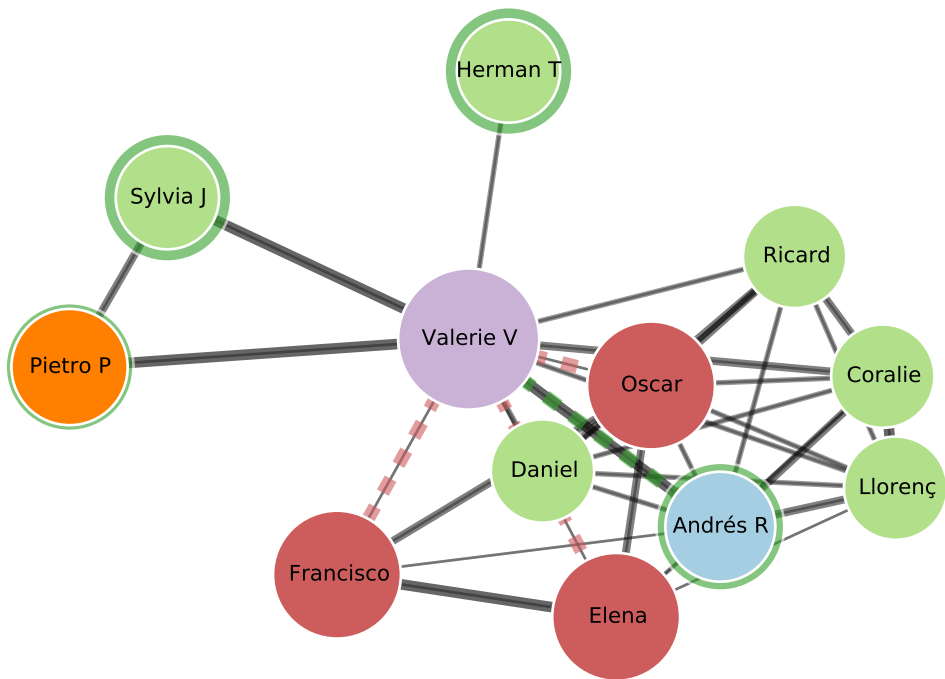 Herman T
Sylvia J
Ricard
Valerie V
Pietro P
Oscar
Coralie
Daniel
Llorenç
Andrés R
Francisco
Elena